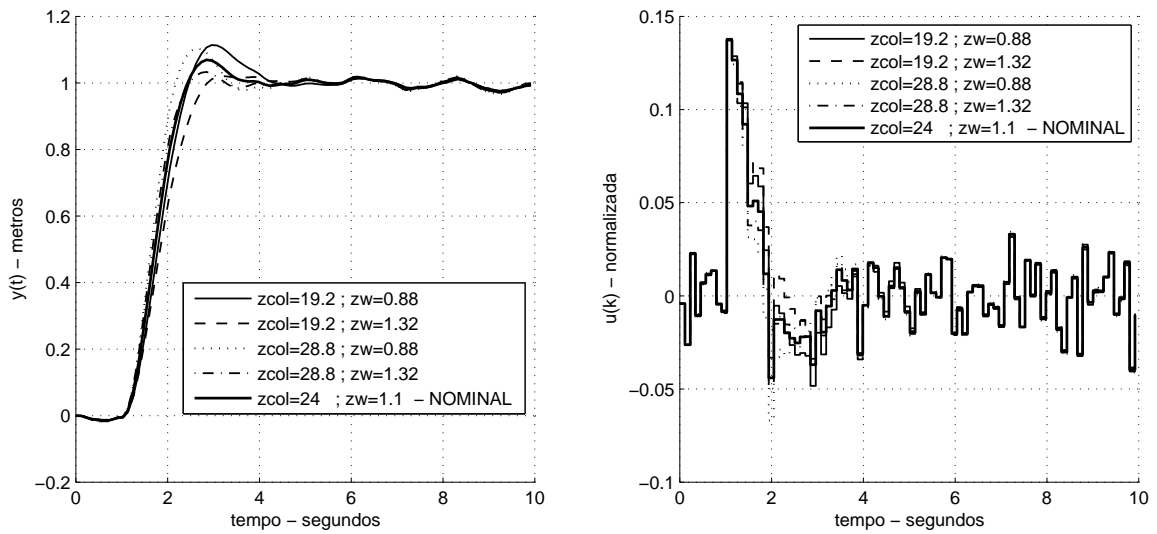 1.2
1
0.8
0.6
0.4
0.2
0
−0.2
y(t) − metros
zcol=19.2 ; zw=0.88
zcol=19.2 ; zw=1.32
zcol=28.8 ; zw=0.88
zcol=28.8 ; zw=1.32
zcol=24 ; zw=1.1 − NOMINAL
0 2 4 6 8 10
tempo − segundos
0.15
0.1
0.05
0
−0.05
−0.1
u(k) − normalizada
zcol=19.2 ; zw=0.88
zcol=19.2 ; zw=1.32
zcol=28.8 ; zw=0.88
zcol=28.8 ; zw=1.32
zcol=24 ; zw=1.1 − NOMINAL
0 2 4 6 8 10
tempo − segundos